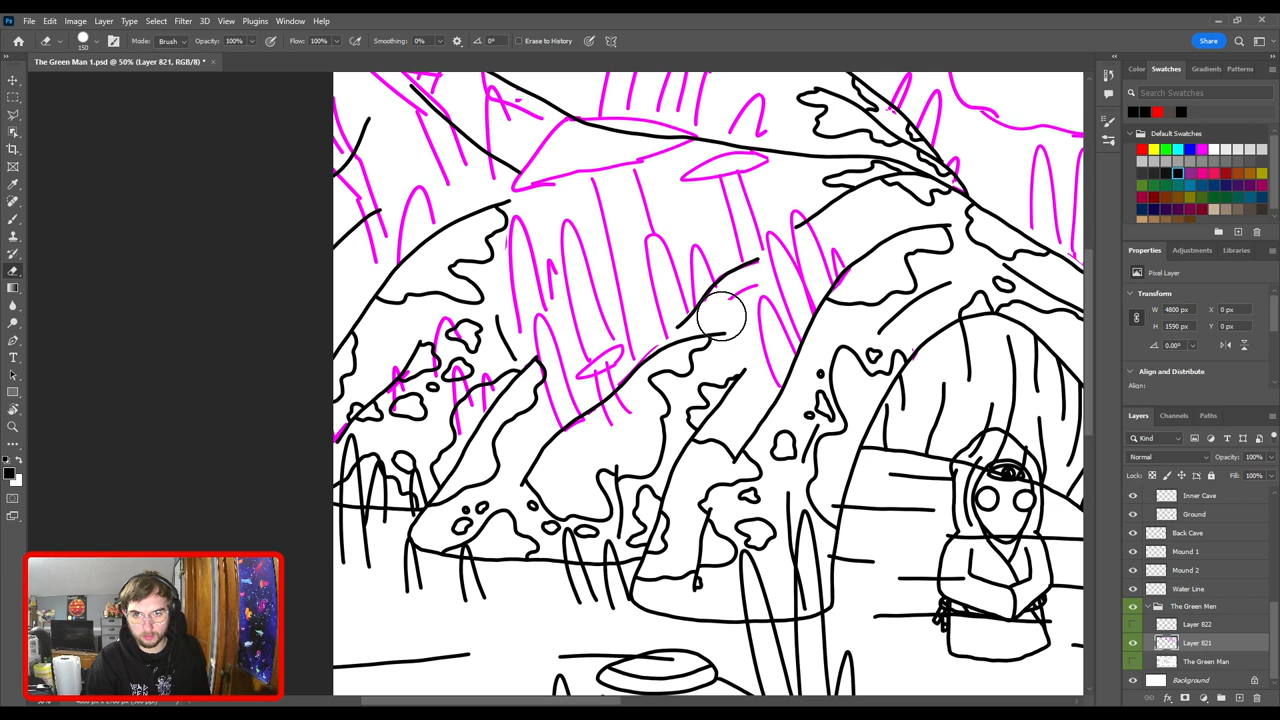 Ps File Edit Image Layer Type Select Filter 3D View Plugins Window Help
150 Mode: Brush Opacity: 100% Flow: 100% Smoothing: 0% 0° Erase to History Share
The Green Man 1.psd @ 50% (Layer 821, RGB/8) *
Color Swatches Gradients Patterns
Search Swatches
Default Swatches
Properties Adjustments Libraries
Pixel Layer
Transform
W 4800 px X 0 px
H 1590 px Y 0 px
0.00°
Align and Distribute
Align:
Layers Channels Paths
Kind
Normal Opacity: 100%
Lock: Fill: 100%
Inner Cave
Ground
Back Cave
Mound 1
Mound 2
Water Line
The Green Men
Layer 822
Layer 821
The Green Man
Background